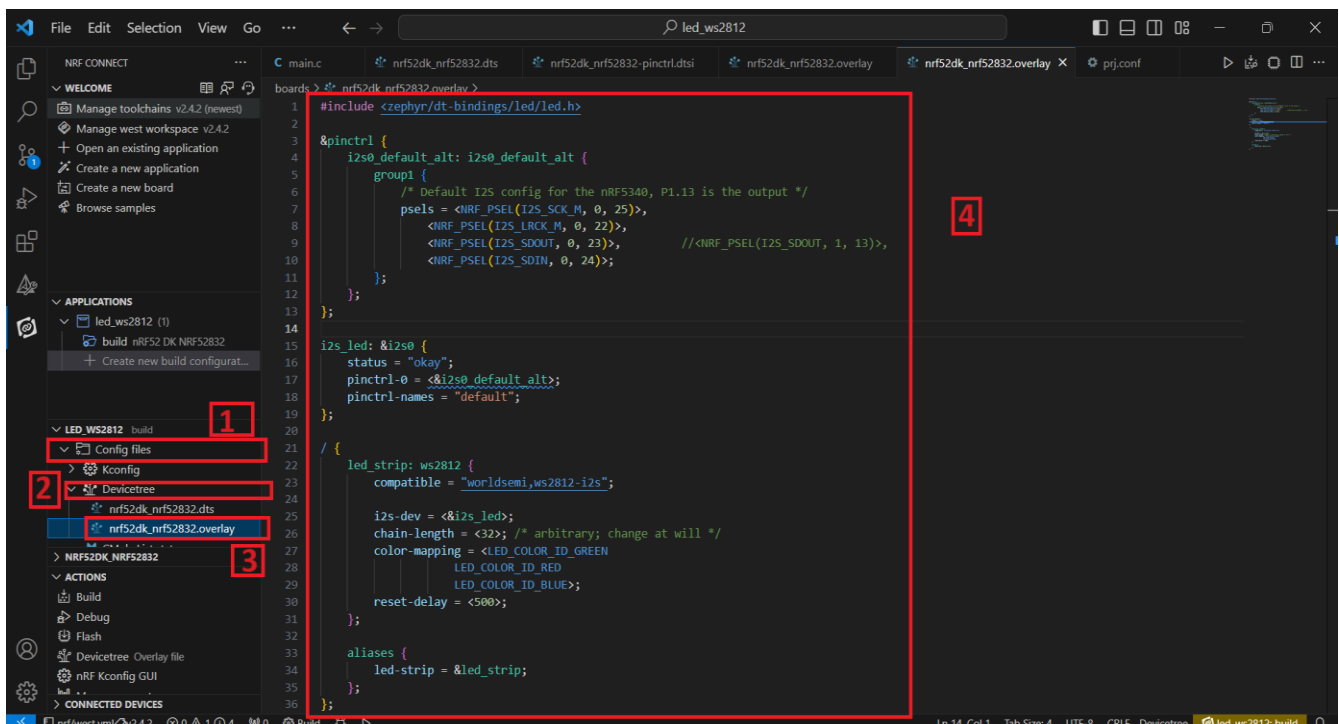 File Edit Selection View Go ··· led_ws2812
NRF CONNECT ···
WELCOME
Manage toolchains v2.4.2 (newest)
Manage west workspace v2.4.2
Open an existing application
Create a new application
Create a new board
Browse samples
APPLICATIONS
led_ws2812 (1)
build nRF52 DK NRF52832
Create new build configurat...
1
LED_WS2812 build
Config files
Kconfig
2
Devicetree
nrf52dk_nrf52832.dts
nrf52dk_nrf52832.overlay
3
NRF52DK_NRF52832
ACTIONS
Build
Debug
Flash
Devicetree Overlay file
nRF Kconfig GUI
CONNECTED DEVICES
C main.c nrf52dk_nrf52832.dts nrf52dk_nrf52832-pinctrl.dtsi nrf52dk_nrf52832.overlay nrf52dk_nrf52832.overlay prj.conf
boards > nrf52dk_nrf52832.overlay >
1 #include <zephyr/dt-bindings/led/led.h>
2
3 &pinctrl {
4 i2s0_default_alt: i2s0_default_alt {
5 group1 {
6 /* Default I2S config for the nRF5340, P1.13 is the output */
7 psels = <NRF_PSEL(I2S_SCK_M, 0, 25)>,
8 <NRF_PSEL(I2S_LRCK_M, 0, 22)>,
9 <NRF_PSEL(I2S_SDOUT, 0, 23)>, //<NRF_PSEL(I2S_SDOUT, 1, 13)>,
10 <NRF_PSEL(I2S_SDIN, 0, 24)>;
11 };
12 };
13 };
14
15 i2s_led: &i2s0 {
16 status = "okay";
17 pinctrl-0 = <&i2s0_default_alt>;
18 pinctrl-names = "default";
19 };
20
21 / {
22 led_strip: ws2812 {
23 compatible = "worldsemi,ws2812-i2s";
24
25 i2s-dev = <&i2s_led>;
26 chain-length = <32>; /* arbitrary; change at will */
27 color-mapping = <LED_COLOR_ID_GREEN
28 LED_COLOR_ID_RED
29 LED_COLOR_ID_BLUE>;
30 reset-delay = <500>;
31 };
32
33 aliases {
34 led-strip = &led_strip;
35 };
36 };
4
Ln 14, Col 1 Tab Size: 4 UTF-8 CRLF Devicetree led_ws2812: build